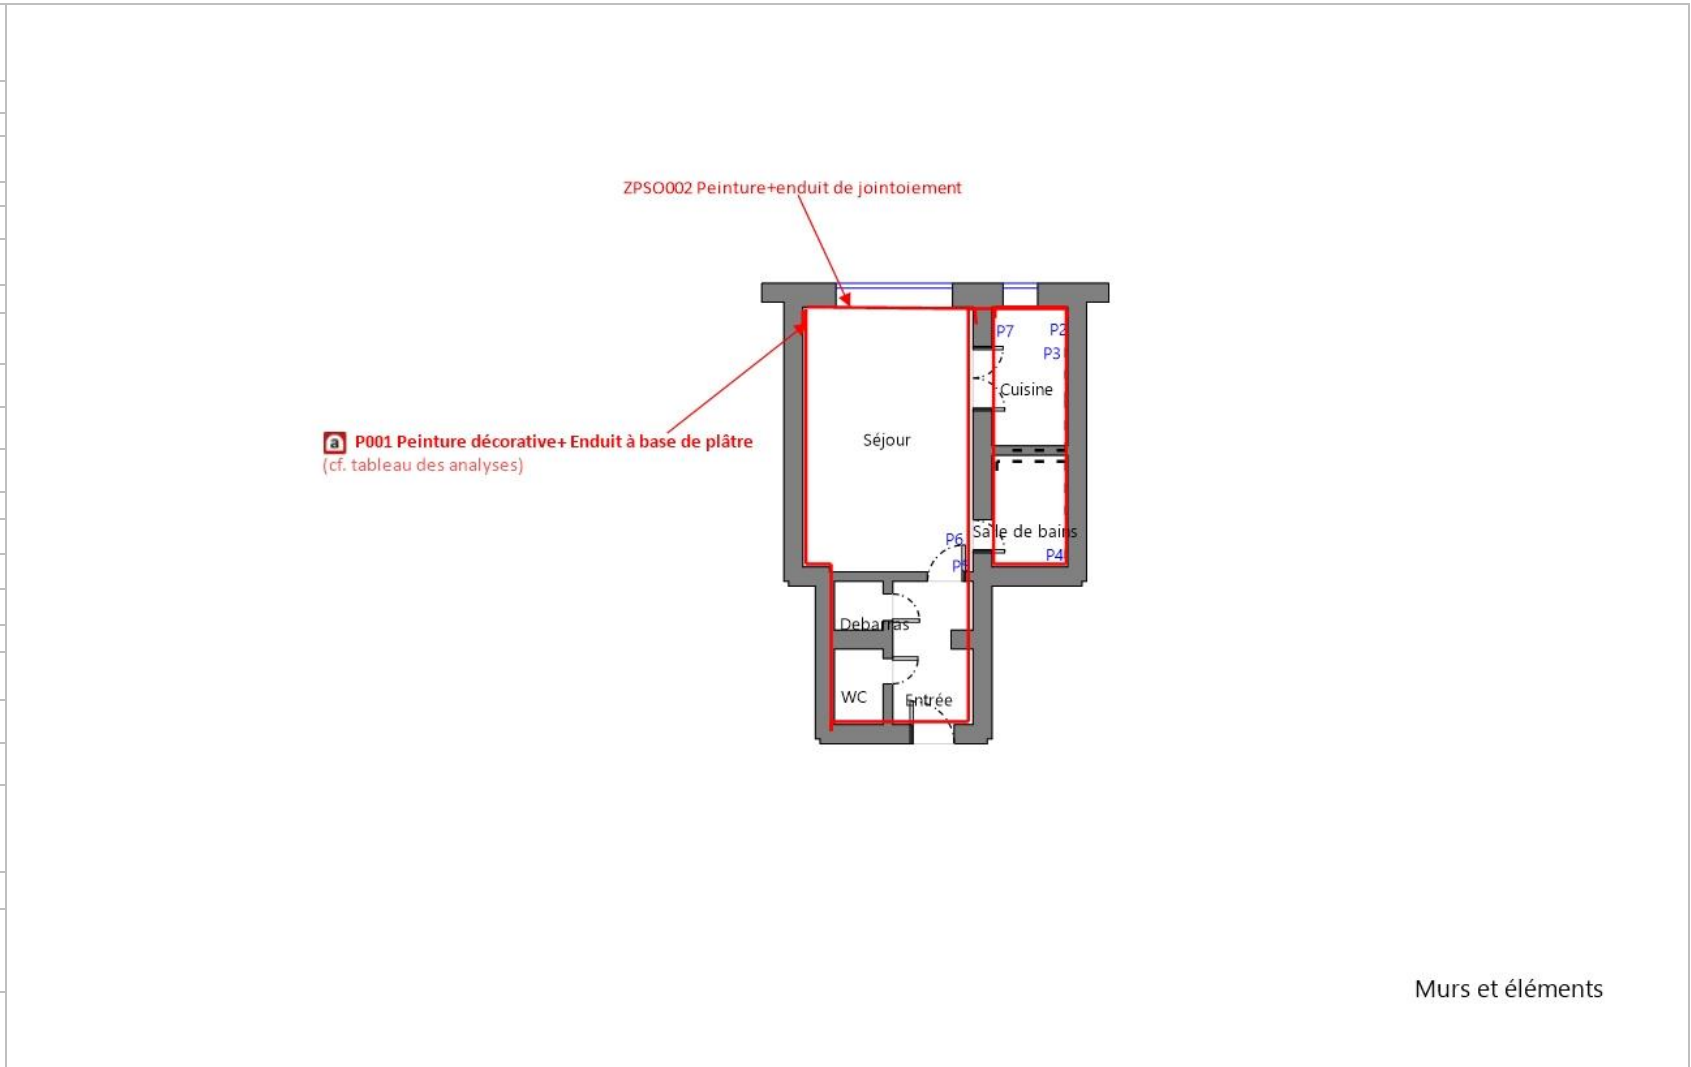 ZPSO002 Peinture+enduit de jointoiement
P7
P2
P3
Cuisine
a P001 Peinture décorative+ Enduit à base de plâtre
(cf. tableau des analyses)
Séjour
P6
Salle de bains
P4
Debarras
WC
Entrée
Murs et éléments